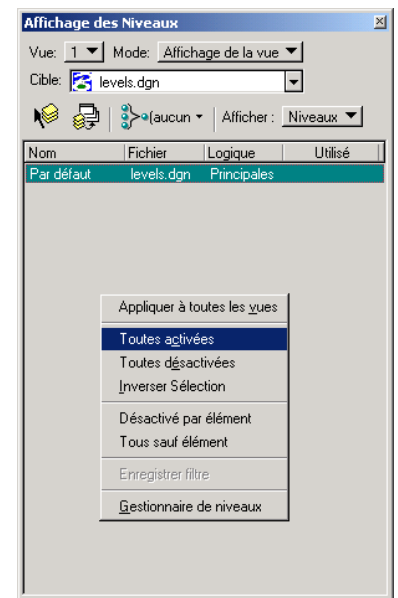 Affichage des Niveaux
Vue: 1 Mode: Affichage de la vue
Cible: levels.dgn
(aucun Afficher : Niveaux
Nom Fichier Logique Utilisé
Par défaut levels.dgn Principales
Appliquer à toutes les vues
Toutes activées
Toutes désactivées
Inverser Sélection
Désactivé par élément
Tous sauf élément
Enregistrer filtre
Gestionnaire de niveaux